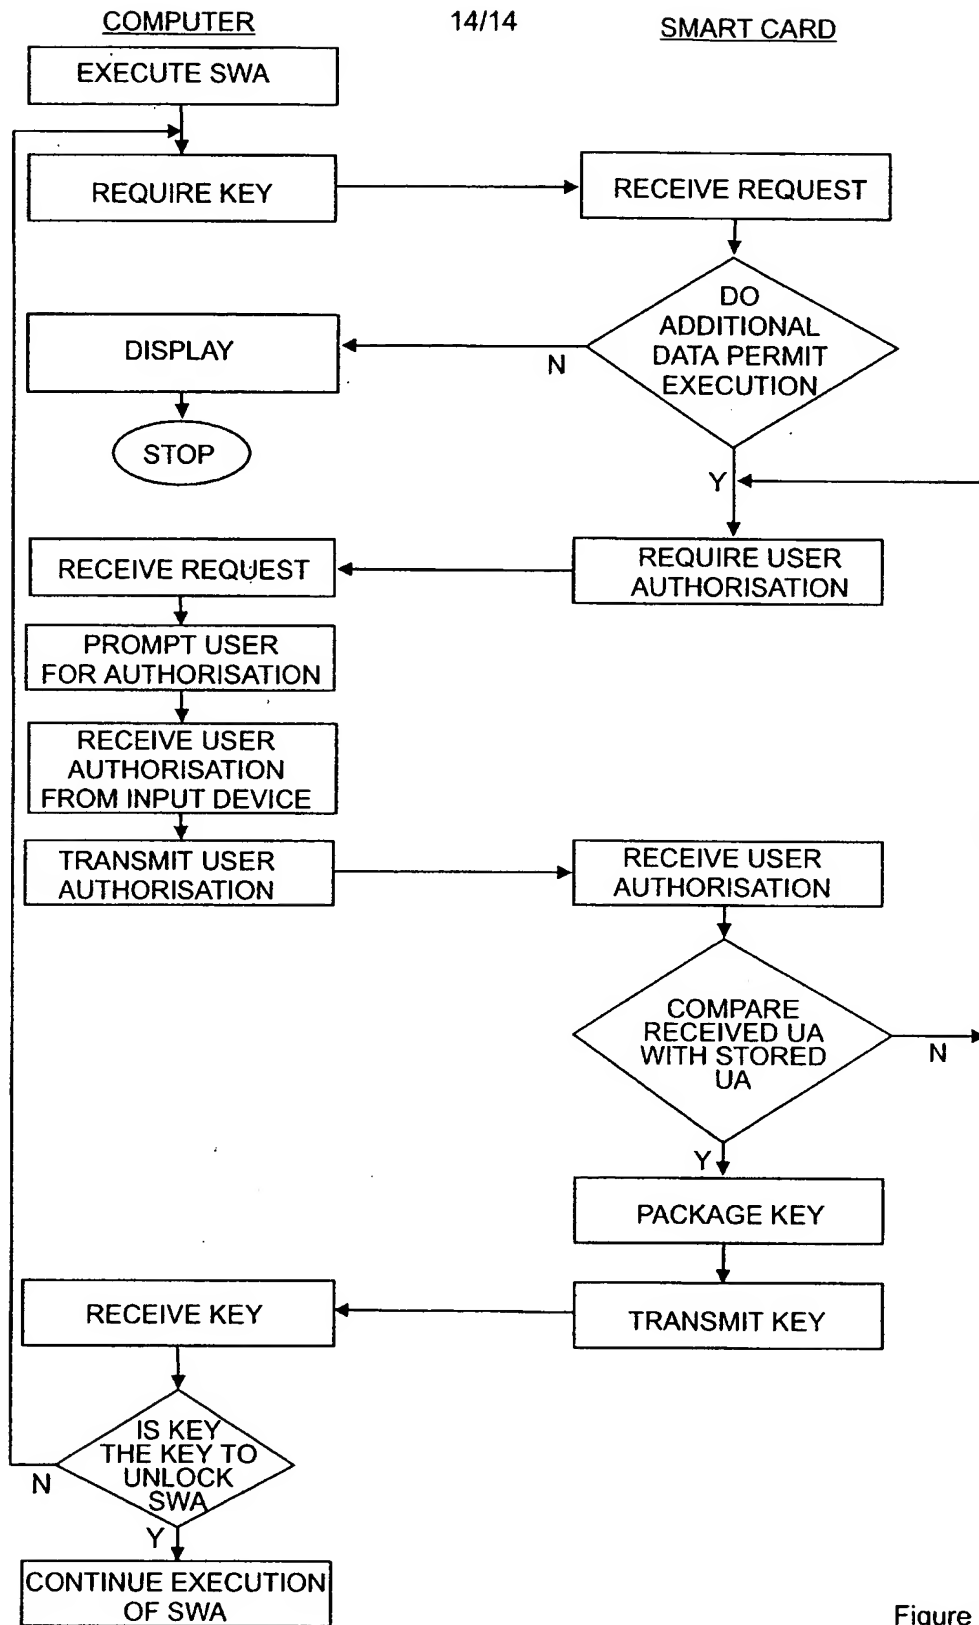 COMPUTER
14/14
SMART CARD
EXECUTE SWA
REQUIRE KEY
RECEIVE REQUEST
DO
ADDITIONAL
DATA PERMIT
EXECUTION
N
DISPLAY
STOP
Y
REQUIRE USER
AUTHORISATION
RECEIVE REQUEST
PROMPT USER
FOR AUTHORISATION
RECEIVE USER
AUTHORISATION
FROM INPUT DEVICE
TRANSMIT USER
AUTHORISATION
RECEIVE USER
AUTHORISATION
COMPARE
RECEIVED UA
WITH STORED
UA
N
Y
PACKAGE KEY
TRANSMIT KEY
RECEIVE KEY
IS KEY
THE KEY TO
UNLOCK
SWA
N
Y
CONTINUE EXECUTION
OF SWA
Figure